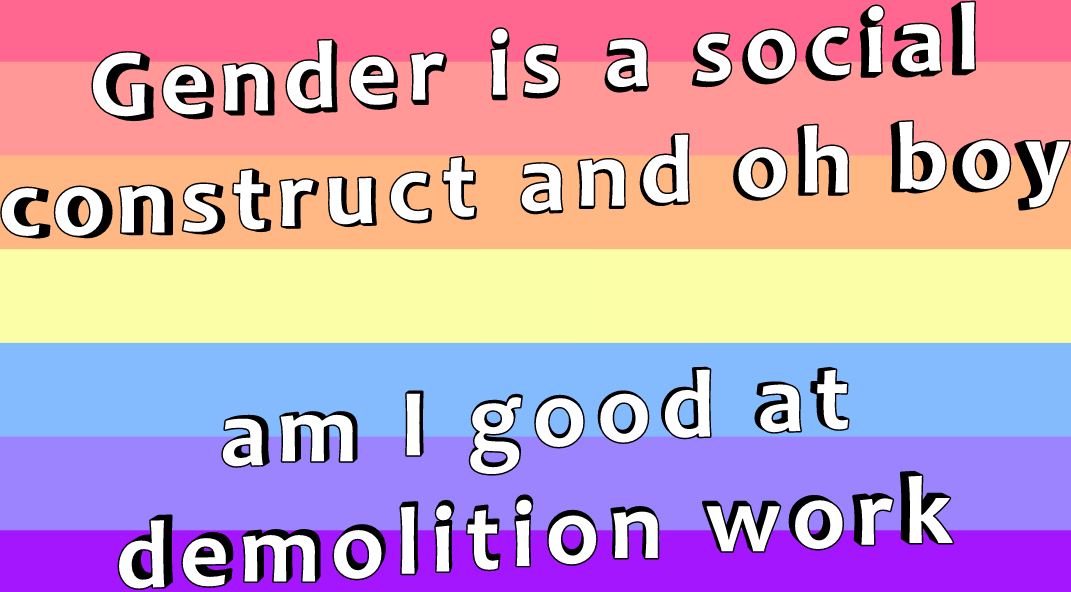 Gender is a social
construct and oh boy
am I good at
demolition work